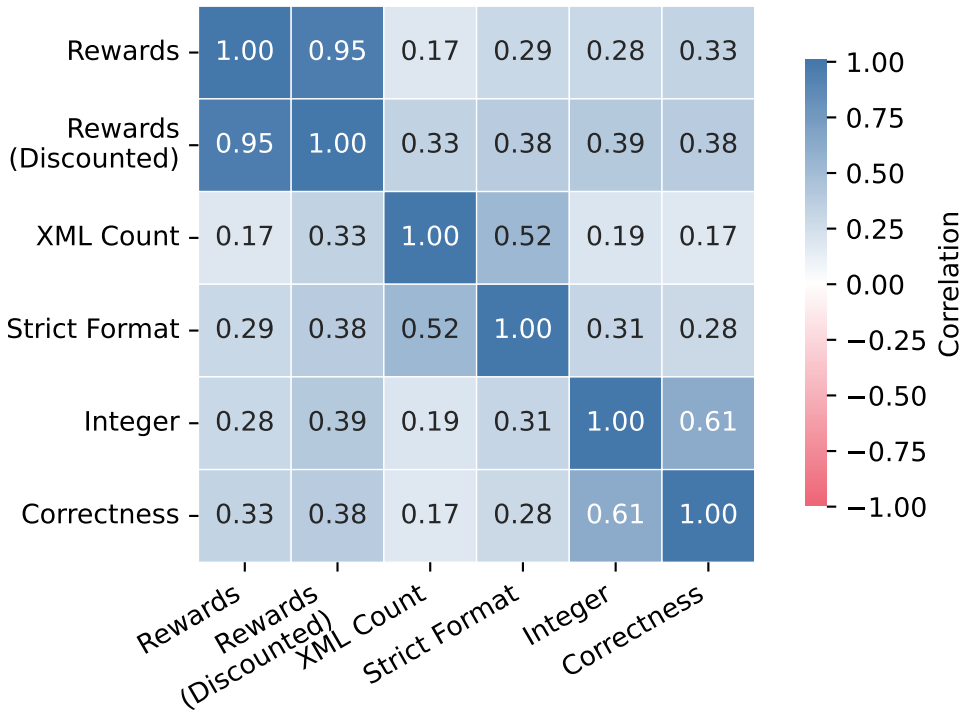 Rewards
1.00 0.95 0.17 0.29 0.28 0.33
Rewards
(Discounted)
0.95 1.00 0.33 0.38 0.39 0.38
XML Count
0.17 0.33 1.00 0.52 0.19 0.17
Strict Format
0.29 0.38 0.52 1.00 0.31 0.28
Integer
0.28 0.39 0.19 0.31 1.00 0.61
Correctness
0.33 0.38 0.17 0.28 0.61 1.00
Rewards
Rewards
(Discounted)
XML Count
Strict Format
Integer
Correctness
1.00
0.75
0.50
0.25
0.00
−0.25
−0.50
−0.75
−1.00
Correlation